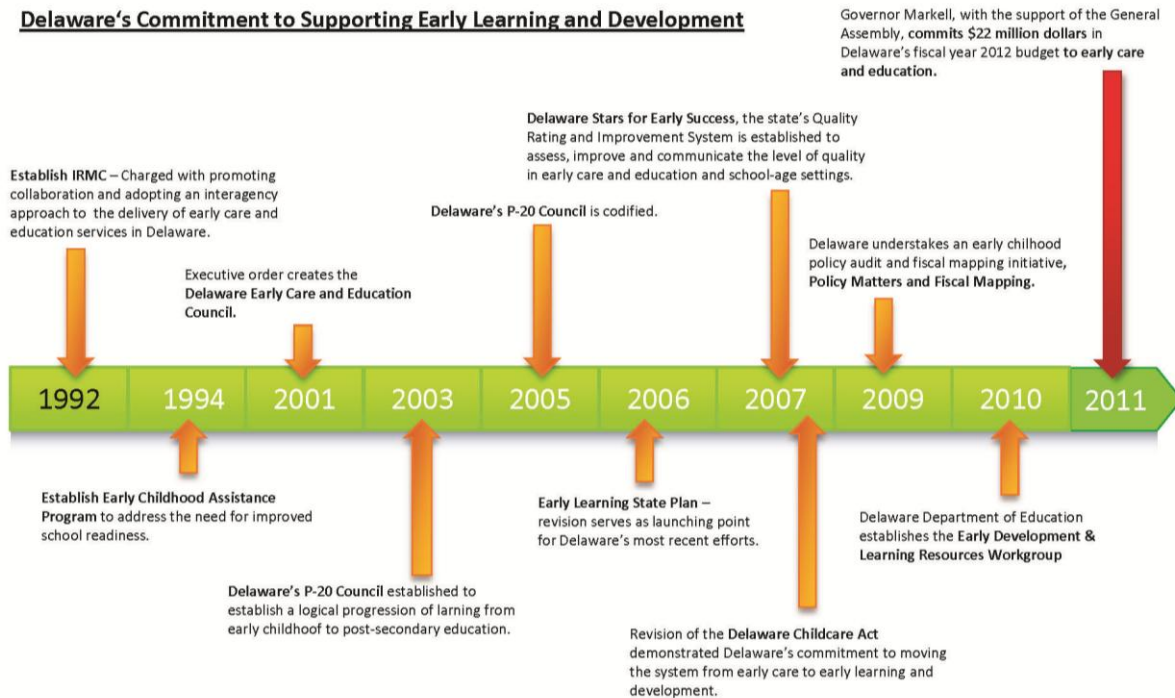 Delaware‘s Commitment to Supporting Early Learning and Development
Governor Markell, with the support of the General
Assembly, commits $22 million dollars in
Delaware’s fiscal year 2012 budget to early care
and education.
Delaware Stars for Early Success, the state’s Quality
Rating and Improvement System is established to
assess, improve and communicate the level of quality
in early care and education and school-age settings.
Establish IRMC – Charged with promoting
collaboration and adopting an interagency
approach to the delivery of early care and
education services in Delaware.
Delaware’s P-20 Council is codified.
Delaware understakes an early chilhood
policy audit and fiscal mapping initiative,
Policy Matters and Fiscal Mapping.
Executive order creates the
Delaware Early Care and Education
Council.
1992 1994 2001 2003 2005 2006 2007 2009 2010 2011
Establish Early Childhood Assistance
Program to address the need for improved
school readiness.
Early Learning State Plan –
revision serves as launching point
for Delaware’s most recent efforts.
Delaware Department of Education
establishes the Early Development &
Learning Resources Workgroup
Delaware’s P-20 Council established to
establish a logical progression of larning from
early childhoof to post-secondary education.
Revision of the Delaware Childcare Act
demonstrated Delaware’s commitment to moving
the system from early care to early learning and
development.